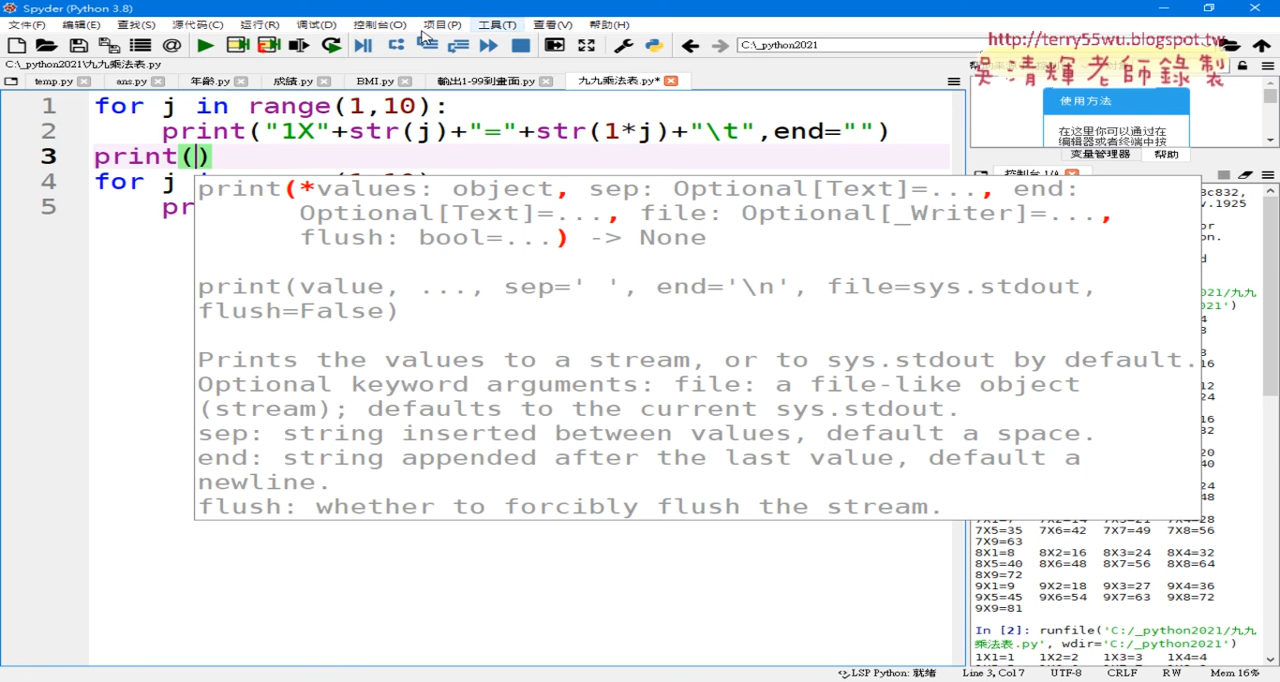 Spyder (Python 3.8)
文件(F) 编辑(E) 查找(S) 源代码(C) 运行(R) 调试(D) 控制台(O) 项目(P) 工具(T) 查看(V) 帮助(H)
C:\_python2021
http://terry55wu.blogspot.tw
吳清輝老師錄製
C:\_python2021\九九乘法表.py
temp.py ans.py 年齡.py 成績.py BMI.py 輸出1-99到畫面.py 九九乘法表.py*
1 for j in range(1,10):
2 print("1X"+str(j)+"="+str(1*j)+"\t",end="")
3 print()
4 for j
5 pr
print(*values: object, sep: Optional[Text]=..., end:
Optional[Text]=..., file: Optional[_Writer]=...,
flush: bool=...) -> None
print(value, ..., sep=' ', end='\n', file=sys.stdout,
flush=False)
Prints the values to a stream, or to sys.stdout by default.
Optional keyword arguments: file: a file-like object
(stream); defaults to the current sys.stdout.
sep: string inserted between values, default a space.
end: string appended after the last value, default a
newline.
flush: whether to forcibly flush the stream.
使用方法
在这里你可以通过在
编辑器或者终端中按
变量管理器 帮助
控制台 1/A
7X5=35 7X6=42 7X7=49 7X8=56
7X9=63
8X1=8 8X2=16 8X3=24 8X4=32
8X5=40 8X6=48 8X7=56 8X8=64
8X9=72
9X1=9 9X2=18 9X3=27 9X4=36
9X5=45 9X6=54 9X7=63 9X8=72
9X9=81
In [2]: runfile('C:/_python2021/九九
乘法表.py', wdir='C:/_python2021')
1X1=1 1X2=2 1X3=3 1X4=4
LSP Python: 就绪 Line 3, Col 7 UTF-8 CRLF RW Mem 16%